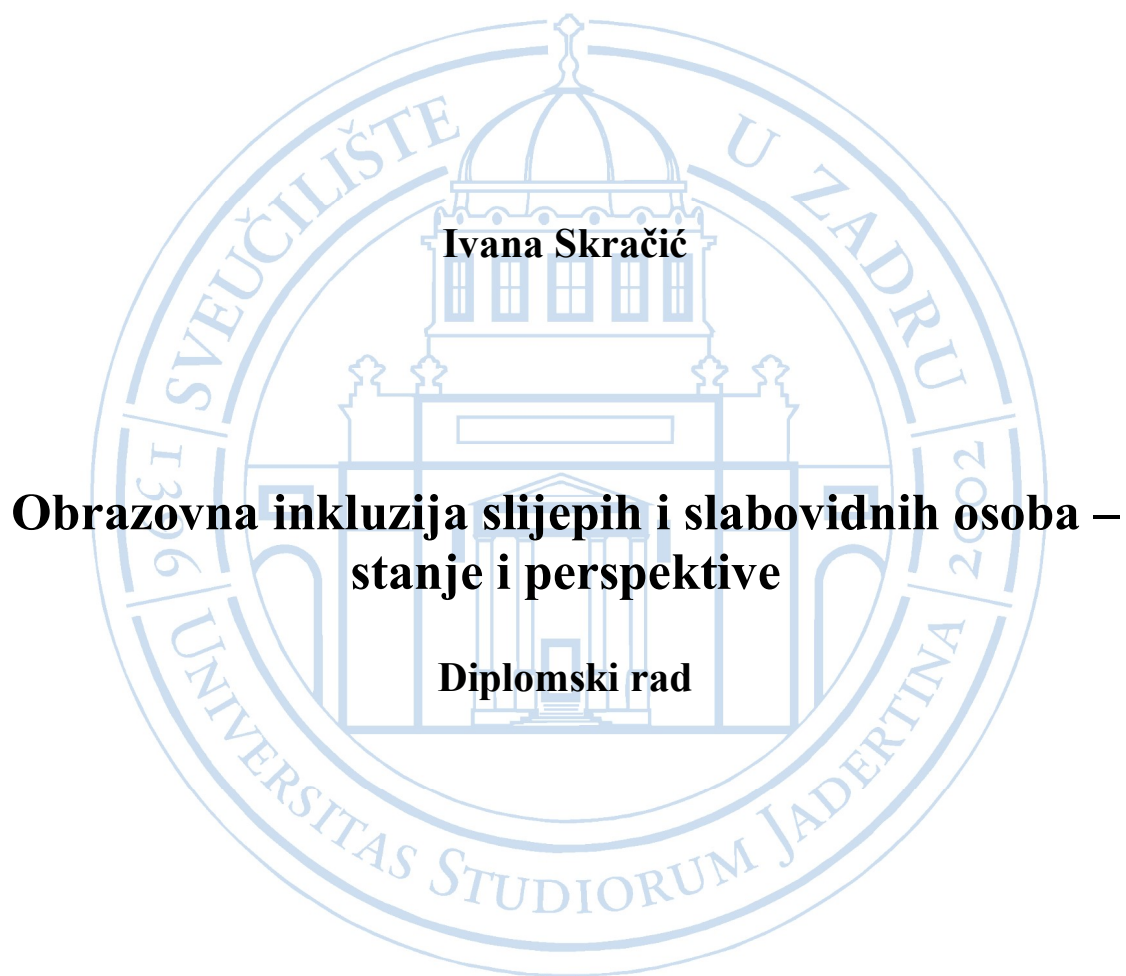 SVEUČILIŠTE U ZADRU
Ivana Skračić
Obrazovna inkluzija slijepih i slabovidnih osoba –
stanje i perspektive
Diplomski rad
1396
2002
UNIVERSITAS STUDIORUM JADERTINA